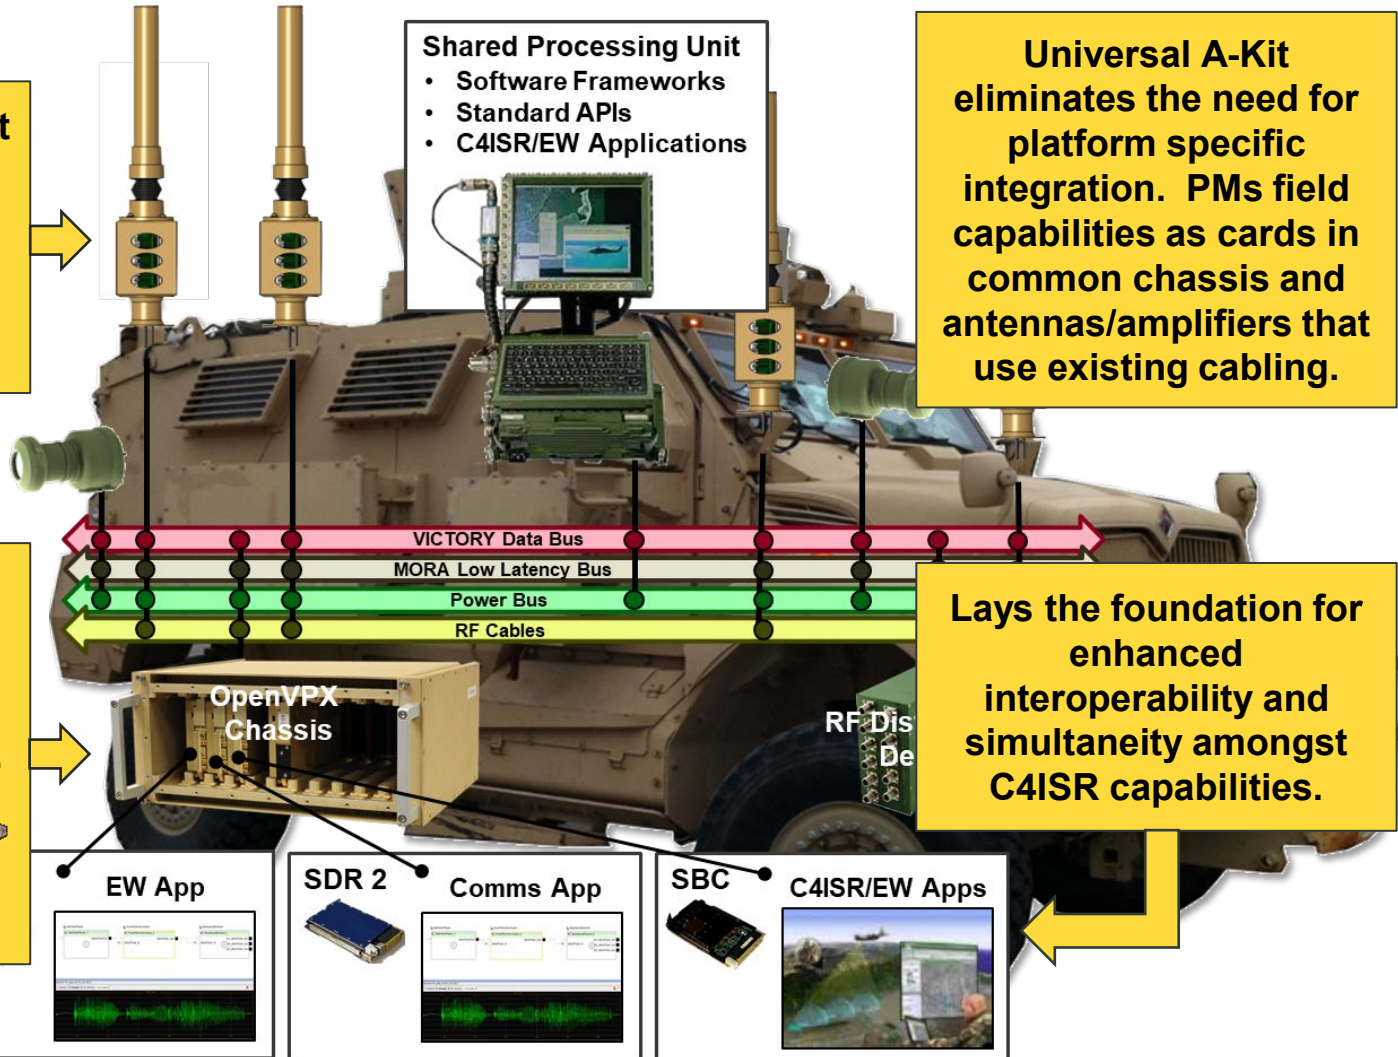 t
Shared Processing Unit
• Software Frameworks
• Standard APIs
• C4ISR/EW Applications
Universal A-Kit
eliminates the need for
platform specific
integration. PMs field
capabilities as cards in
common chassis and
antennas/amplifiers that
use existing cabling.
VICTORY Data Bus
MORA Low Latency Bus
Power Bus
RF Cables
Lays the foundation for
enhanced
interoperability and
simultaneity amongst
C4ISR capabilities.
OpenVPX
Chassis
RF Dis
De
.
EW App
SDR 2
Comms App
SBC
C4ISR/EW Apps